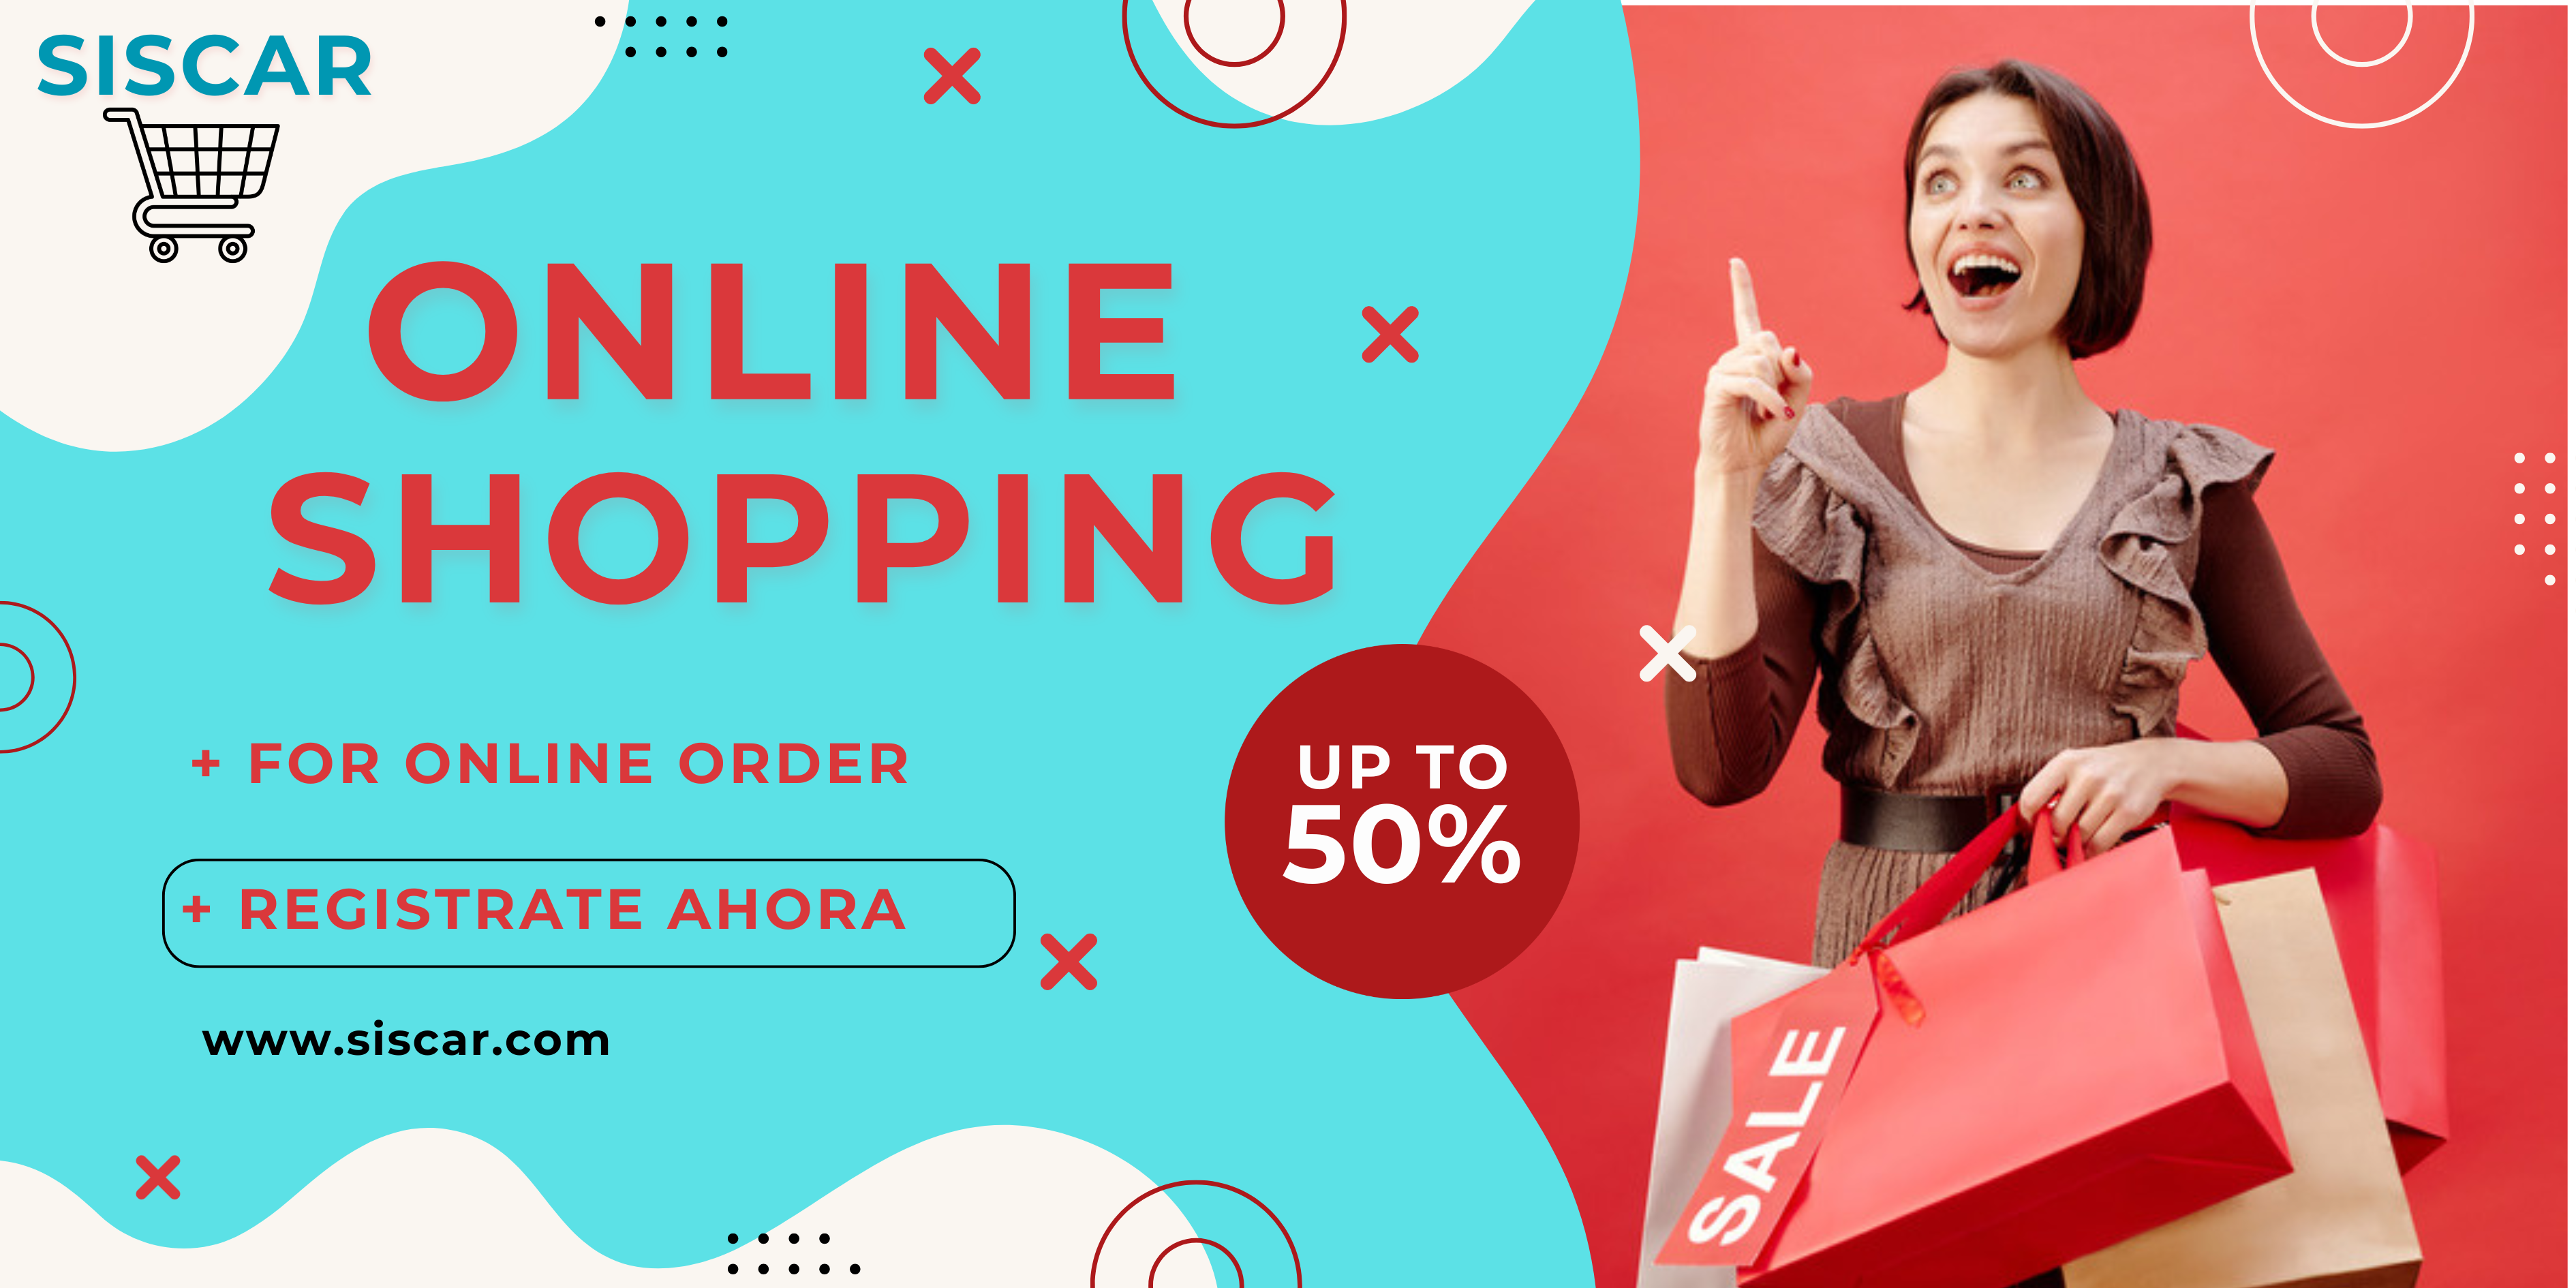 SISCAR
ONLINE
SHOPPING
+ FOR ONLINE ORDER
+ REGISTRATE AHORA
www.siscar.com
UP TO
50%
SALE